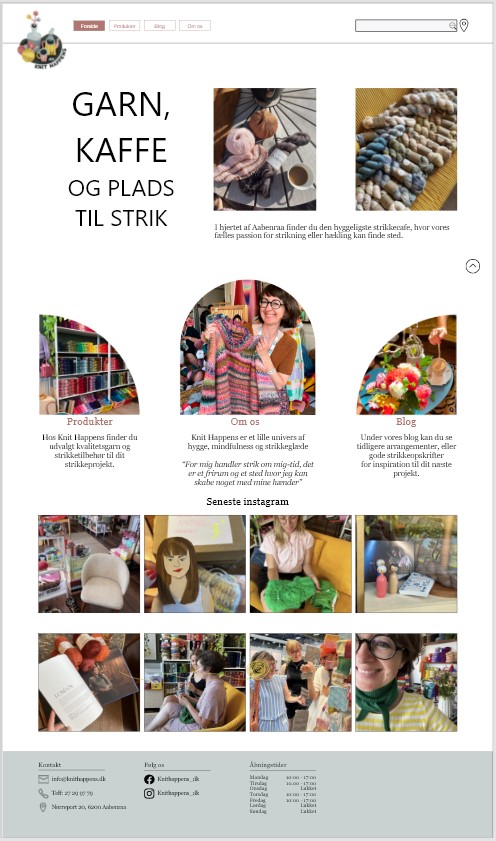 KNIT HAPPENS
Forside
Produkter
Blog
Om os
GARN,
KAFFE
OG PLADS
TIL STRIK
I hjertet af Aabenraa finder du den hyggeligste strikkecafe, hvor vores
fælles passion for strikning eller hækling kan finde sted.
Produkter
Hos Knit Happens finder du
udvalgt kvalitetsgarn og
strikketilbehør til dit
strikkeprojekt.
Om os
Knit Happens er et lille univers af
hygge, mindfulness og strikkeglæde
"For mig handler strik om mig-tid, det
er et frirum og et sted hvor jeg kan
skabe noget med mine hænder"
Blog
Under vores blog kan du se
tidligere arrangementer, eller
gode strikkeopskrifter
for inspiration til dit næste
projekt.
Seneste instagram
Kontakt
info@knithappens.dk
Telf: 27 29 97 79
Nørreport 20, 6200 Aabenraa
Følg os
Knithappens_dk
Knithappens_dk
Åbningstider
Mandag 10:00 - 17:00
Tirsdag 10:00 - 17:00
Onsdag Lukket
Torsdag 10:00 - 17:00
Fredag 10:00 - 17:00
Lørdag Lukket
Søndag Lukket